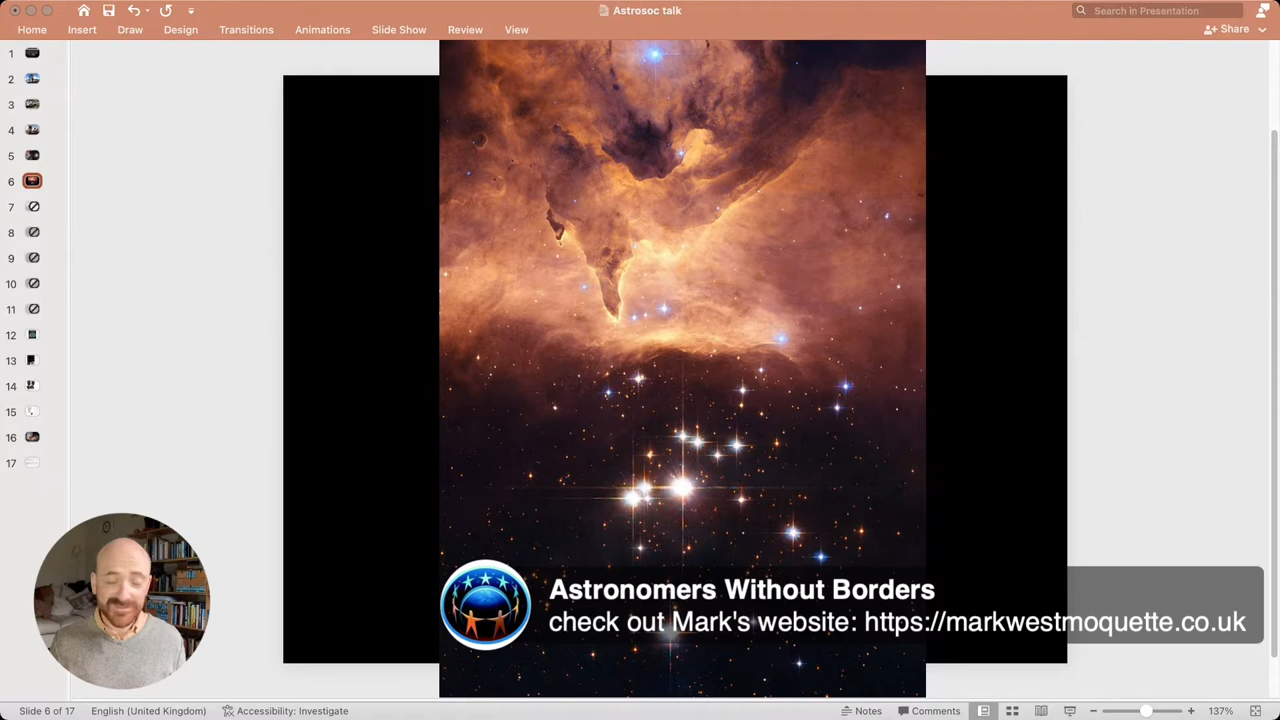 Astrosoc talk
Search in Presentation
Home
Insert
Draw
Design
Transitions
Animations
Slide Show
Review
View
Share
1
2
3
4
5
6
7
8
9
10
11
12
13
14
15
16
17
Astronomers Without Borders
check out Mark's website: https://markwestmoquette.co.uk
Slide 6 of 17
English (United Kingdom)
Accessibility: Investigate
Notes
Comments
137%